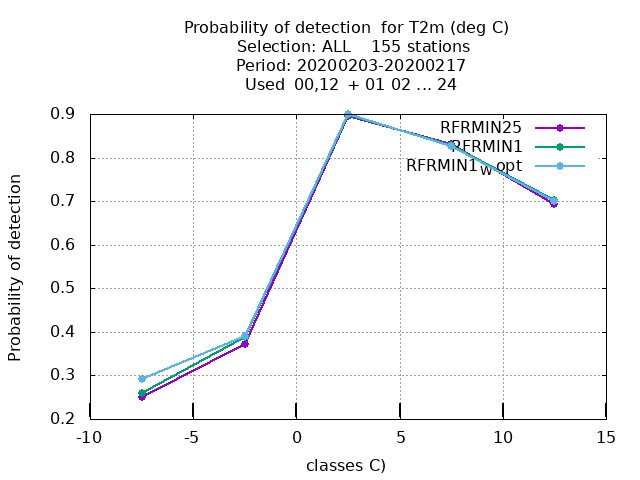 Probability of detection  for T2m (deg C)
Selection: ALL    155 stations
Period: 20200203-20200217
Used  00,12  + 01 02 ... 24
0.9
0.8
0.7
0.6
0.5
0.4
0.3
0.2
Probability of detection
RFRMIN25
RFRMIN1
RFRMIN1wopt
-10
-5
0
5
10
15
classes C)